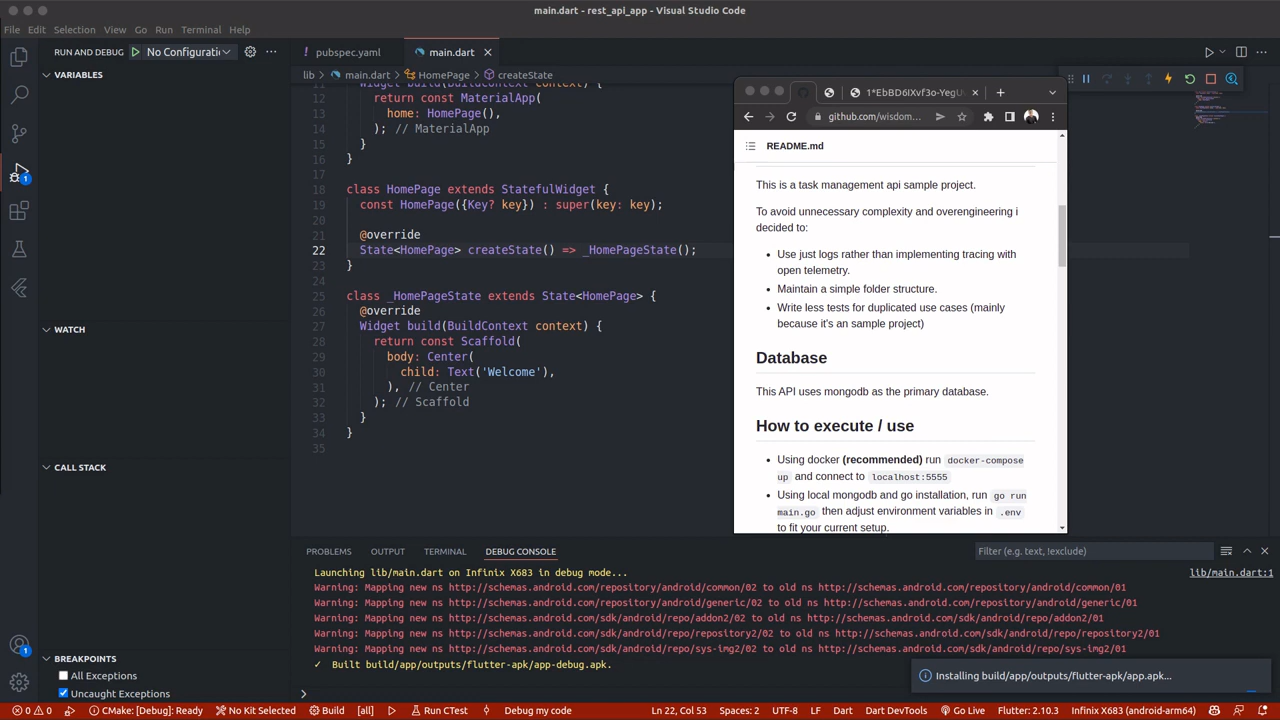 main.dart - rest_api_app - Visual Studio Code
File Edit Selection View Go Run Terminal Help
RUN AND DEBUG No Configurati
VARIABLES
WATCH
CALL STACK
BREAKPOINTS
All Exceptions
Uncaught Exceptions
1
1
pubspec.yaml main.dart
lib > main.dart > HomePage > createState
12 return const MaterialApp(
13 home: HomePage(),
14 ); // MaterialApp
15 }
16 }
17
18 class HomePage extends StatefulWidget {
19 const HomePage({Key? key}) : super(key: key);
20
21 @override
22 State<HomePage> createState() => _HomePageState();
23 }
24
25 class _HomePageState extends State<HomePage> {
26 @override
27 Widget build(BuildContext context) {
28 return const Scaffold(
29 body: Center(
30 child: Text('Welcome'),
31 ), // Center
32 ); // Scaffold
33 }
34 }
35
github.com/wisdom...
README.md
This is a task management api sample project.
To avoid unnecessary complexity and overengineering i
decided to:
• Use just logs rather than implementing tracing with
open telemetry.
• Maintain a simple folder structure.
• Write less tests for duplicated use cases (mainly
because it's an sample project)
Database
This API uses mongodb as the primary database.
How to execute / use
• Using docker (recommended) run docker-compose
up and connect to localhost:5555
• Using local mongodb and go installation, run go run
main.go then adjust environment variables in .env
to fit your current setup.
PROBLEMS OUTPUT TERMINAL DEBUG CONSOLE Filter (e.g. text, !exclude)
Launching lib/main.dart on Infinix X683 in debug mode... lib/main.dart:1
Warning: Mapping new ns http://schemas.android.com/repository/android/common/02 to old ns http://schemas.android.com/repository/android/common/01
Warning: Mapping new ns http://schemas.android.com/repository/android/generic/02 to old ns http://schemas.android.com/repository/android/generic/01
Warning: Mapping new ns http://schemas.android.com/sdk/android/repo/addon2/02 to old ns http://schemas.android.com/sdk/android/repo/addon2/01
Warning: Mapping new ns http://schemas.android.com/sdk/android/repo/repository2/02 to old ns http://schemas.android.com/sdk/android/repo/repository2/01
Warning: Mapping new ns http://schemas.android.com/sdk/android/repo/sys-img2/02 to old ns http://schemas.android.com/sdk/android/repo/sys-img2/01
✓ Built build/app/outputs/flutter-apk/app-debug.apk.
Installing build/app/outputs/flutter-apk/app.apk...
0 0 CMake: [Debug]: Ready No Kit Selected Build [all] Run CTest Debug my code Ln 22, Col 53 Spaces: 2 UTF-8 LF Dart Dart DevTools Go Live Flutter: 2.10.3 Infinix X683 (android-arm64)